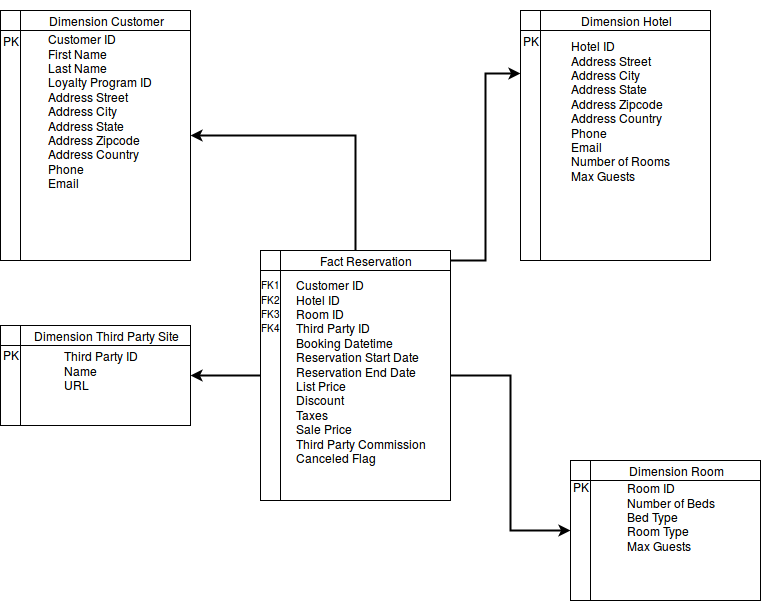 Dimension Customer
PK
Customer ID
First Name
Last Name
Loyalty Program ID
Address Street
Address City
Address State
Address Zipcode
Address Country
Phone
Email
Dimension Hotel
PK
Hotel ID
Address Street
Address City
Address State
Address Zipcode
Address Country
Phone
Email
Number of Rooms
Max Guests
Fact Reservation
FK1 Customer ID
FK2 Hotel ID
FK3 Room ID
FK4 Third Party ID
Booking Datetime
Reservation Start Date
Reservation End Date
List Price
Discount
Taxes
Sale Price
Third Party Commission
Canceled Flag
Dimension Third Party Site
PK Third Party ID
Name
URL
Dimension Room
PK Room ID
Number of Beds
Bed Type
Room Type
Max Guests